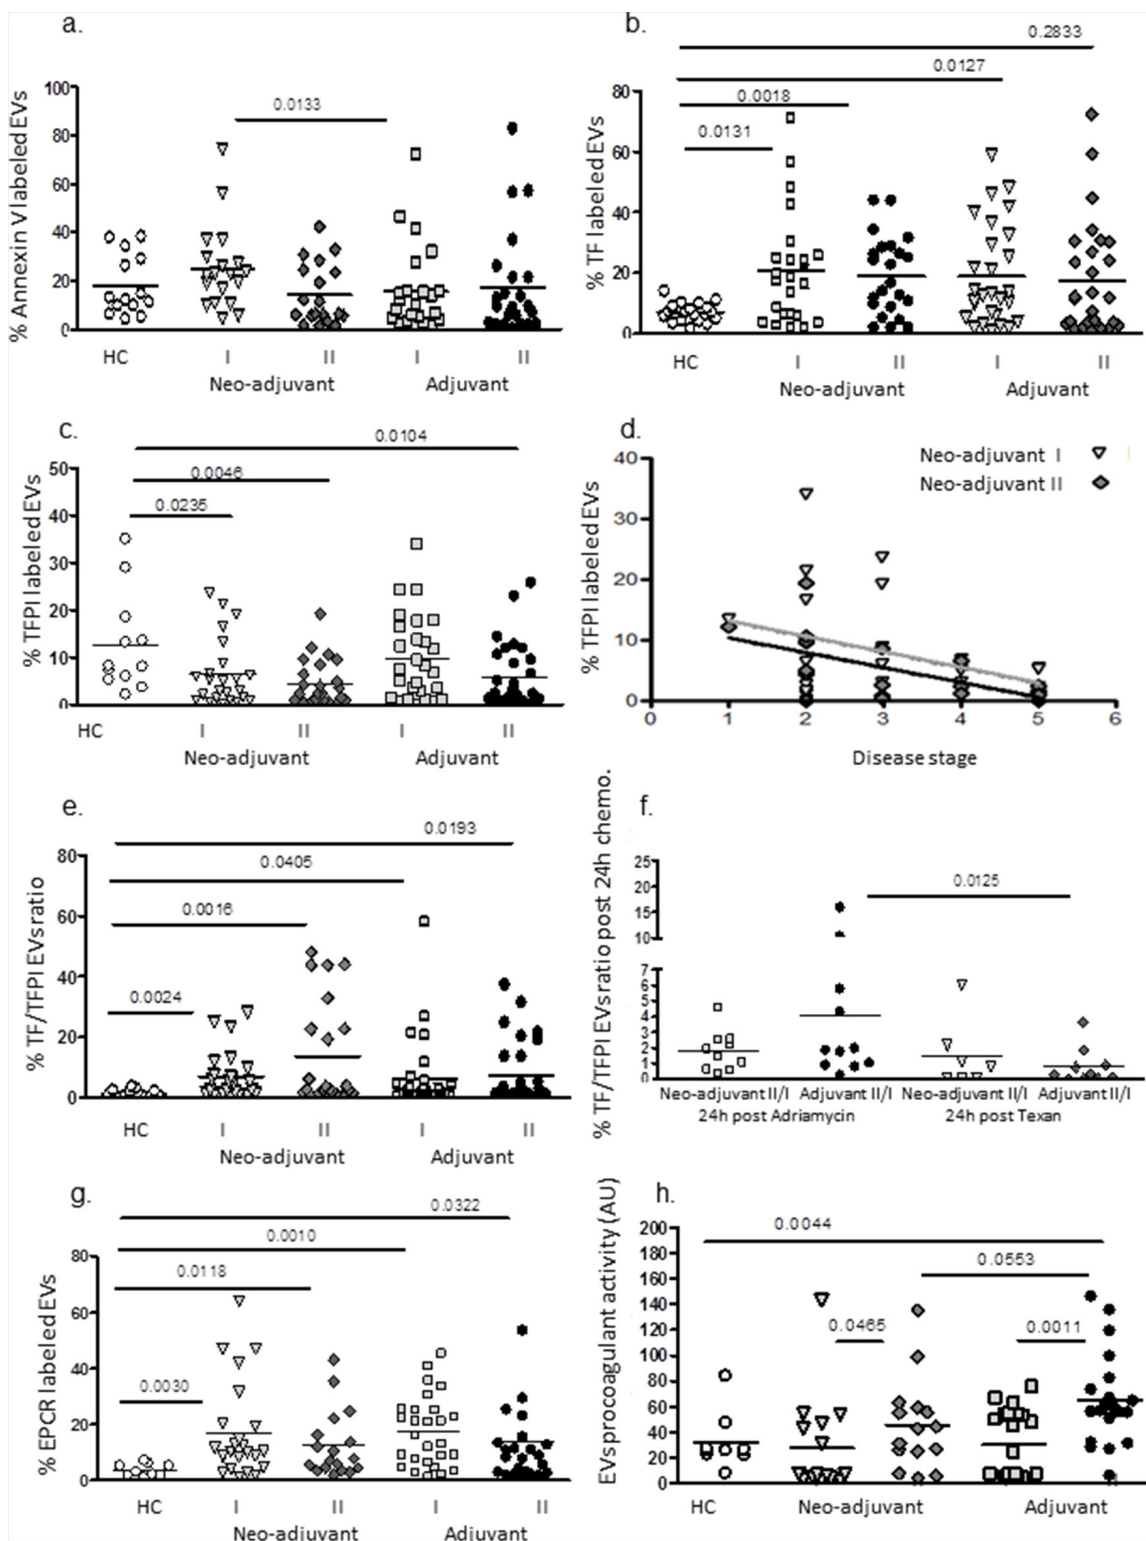 a.
% Annexin V labeled EVs
100
80
60
40
20
0
0.0133
HC
I
II
I
II
Neo-adjuvant
Adjuvant
b.
% TF labeled EVs
80
60
40
20
0
0.2833
0.0127
0.0018
0.0131
HC
I
II
I
II
Neo-adjuvant
Adjuvant
c.
% TFPI labeled EVs
50
40
30
20
10
0
0.0104
0.0046
0.0235
HC
I
II
I
II
Neo-adjuvant
Adjuvant
d.
% TFPI labeled EVs
40
30
20
10
0
Neo-adjuvant I
Neo-adjuvant II
0
1
2
3
4
5
6
Disease stage
e.
% TF/TFPI EVs ratio
80
60
40
20
0
0.0193
0.0405
0.0016
0.0024
HC
I
II
I
II
Neo-adjuvant
Adjuvant
f.
% TF/TFPI EVs ratio post 24h chemo.
25
20
15
10
7
6
5
4
3
2
1
0
0.0125
Neo-adjuvant II/I
Adjuvant II/I
Neo-adjuvant II/I
Adjuvant II/I
24h post Adriamycin
24h post Texan
g.
% EPCR labeled EVs
80
60
40
20
0
0.0322
0.0010
0.0118
0.0030
HC
I
II
I
II
Neo-adjuvant
Adjuvant
h.
EVs procoagulant activity (AU)
200
180
160
140
120
100
80
60
40
20
0
0.0044
0.0553
0.0465
0.0011
HC
Neo-adjuvant
Adjuvant